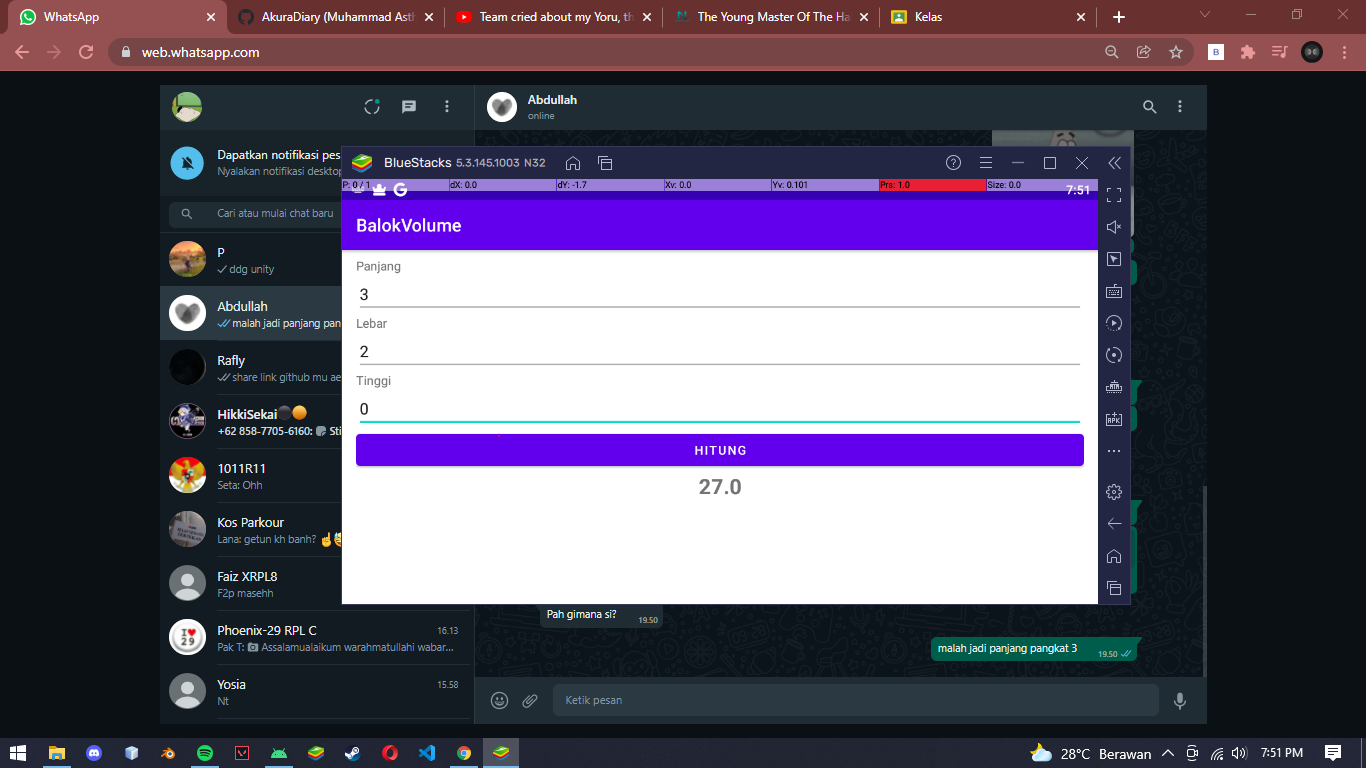 WhatsApp
AkuraDiary (Muhammad Asth
Team cried about my Yoru, th
The Young Master Of The Ha
Kelas
web.whatsapp.com
Abdullah
online
Dapatkan notifikasi pes
Nyalakan notifikasi deskto
Cari atau mulai chat baru
P
ddg unity
Abdullah
malah jadi panjang pan
Rafly
share link github mu ae
HikkiSekai
+62 858-7705-6160: Sti
1011R11
Seta: Ohh
Kos Parkour
Lana: getun kh banh?
Faiz XRPL8
F2p masehh
Phoenix-29 RPL C
16.13
Pak T: Assalamualaikum warahmatullahi wabar...
Yosia
15.58
Nt
BlueStacks 5.3.145.1003 N32
P: 0 / 1
dX: 0.0
dY: -1.7
Xv: 0.0
Yv: 0.101
Prs: 1.0
Size: 0.0
7:51
BalokVolume
Panjang
3
Lebar
2
Tinggi
0
HITUNG
27.0
Pah gimana si?
19.50
malah jadi panjang pangkat 3
19.50
Ketik pesan
28°C Berawan
7:51 PM